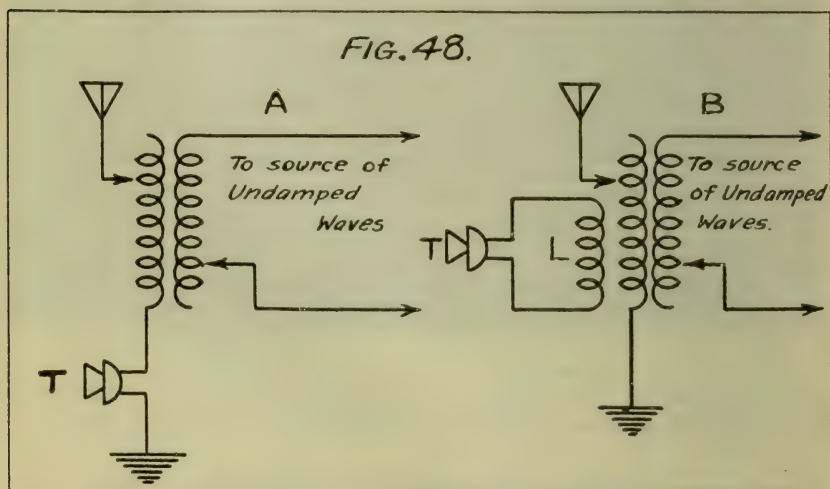 FIG. 48.
A
To source of
Undamped
Waves
T
B
To source
of Undamped
Waves.
T
L